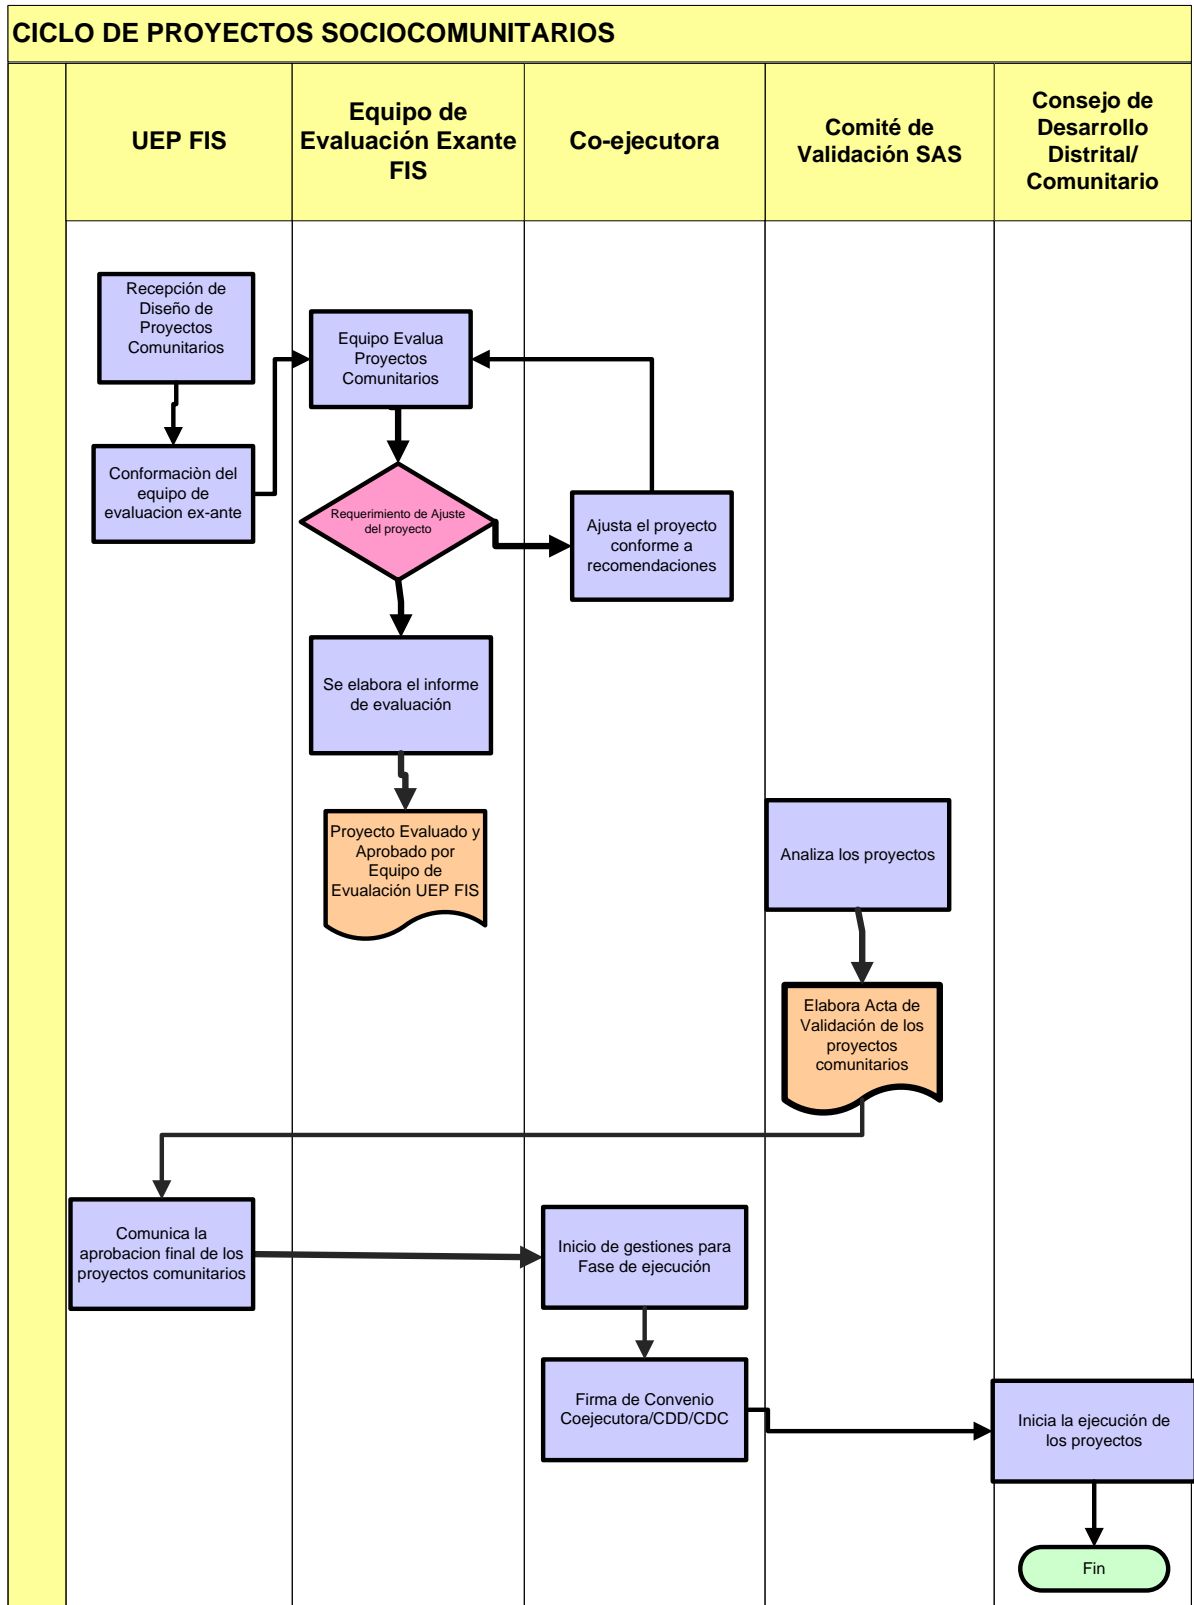 CICLO DE PROYECTOS SOCIOCOMUNITARIOS
UEP FIS
Equipo de
Evaluación Exante
FIS
Co-ejecutora
Comité de
Validación SAS
Consejo de
Desarrollo
Distrital/
Comunitario
Recepción de
Diseño de
Proyectos
Comunitarios
Equipo Evalua
Proyectos
Comunitarios
Conformaciòn del
equipo de
evaluacion ex-ante
Requerimiento de Ajuste
del proyecto
Ajusta el proyecto
conforme a
recomendaciones
Se elabora el informe
de evaluación
Proyecto Evaluado y
Aprobado por
Equipo de
Evualación UEP FIS
Analiza los proyectos
Elabora Acta de
Validación de los
proyectos
comunitarios
Comunica la
aprobacion final de los
proyectos comunitarios
Inicio de gestiones para
Fase de ejecución
Firma de Convenio
Coejecutora/CDD/CDC
Inicia la ejecución de
los proyectos
Fin